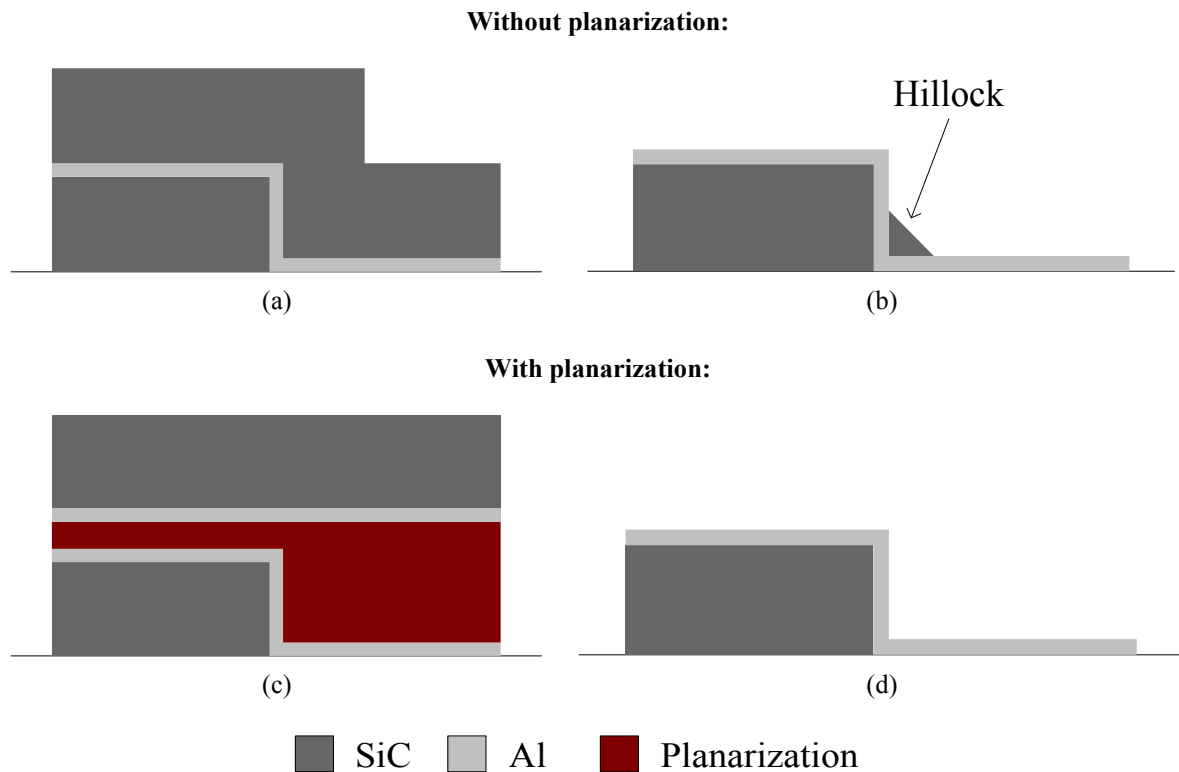 Without planarization:
Hillock
(a)
(b)
With planarization:
(c)
(d)
SiC Al Planarization